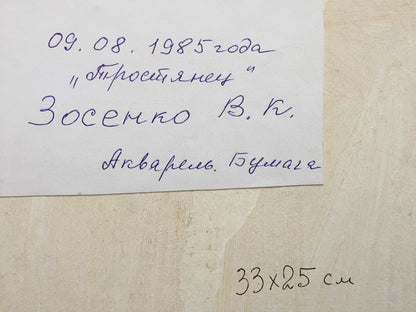 09. 08. 1985 года
„Тростянец"
Зосенко В. К.
Акварель. Бумага
33х25 см